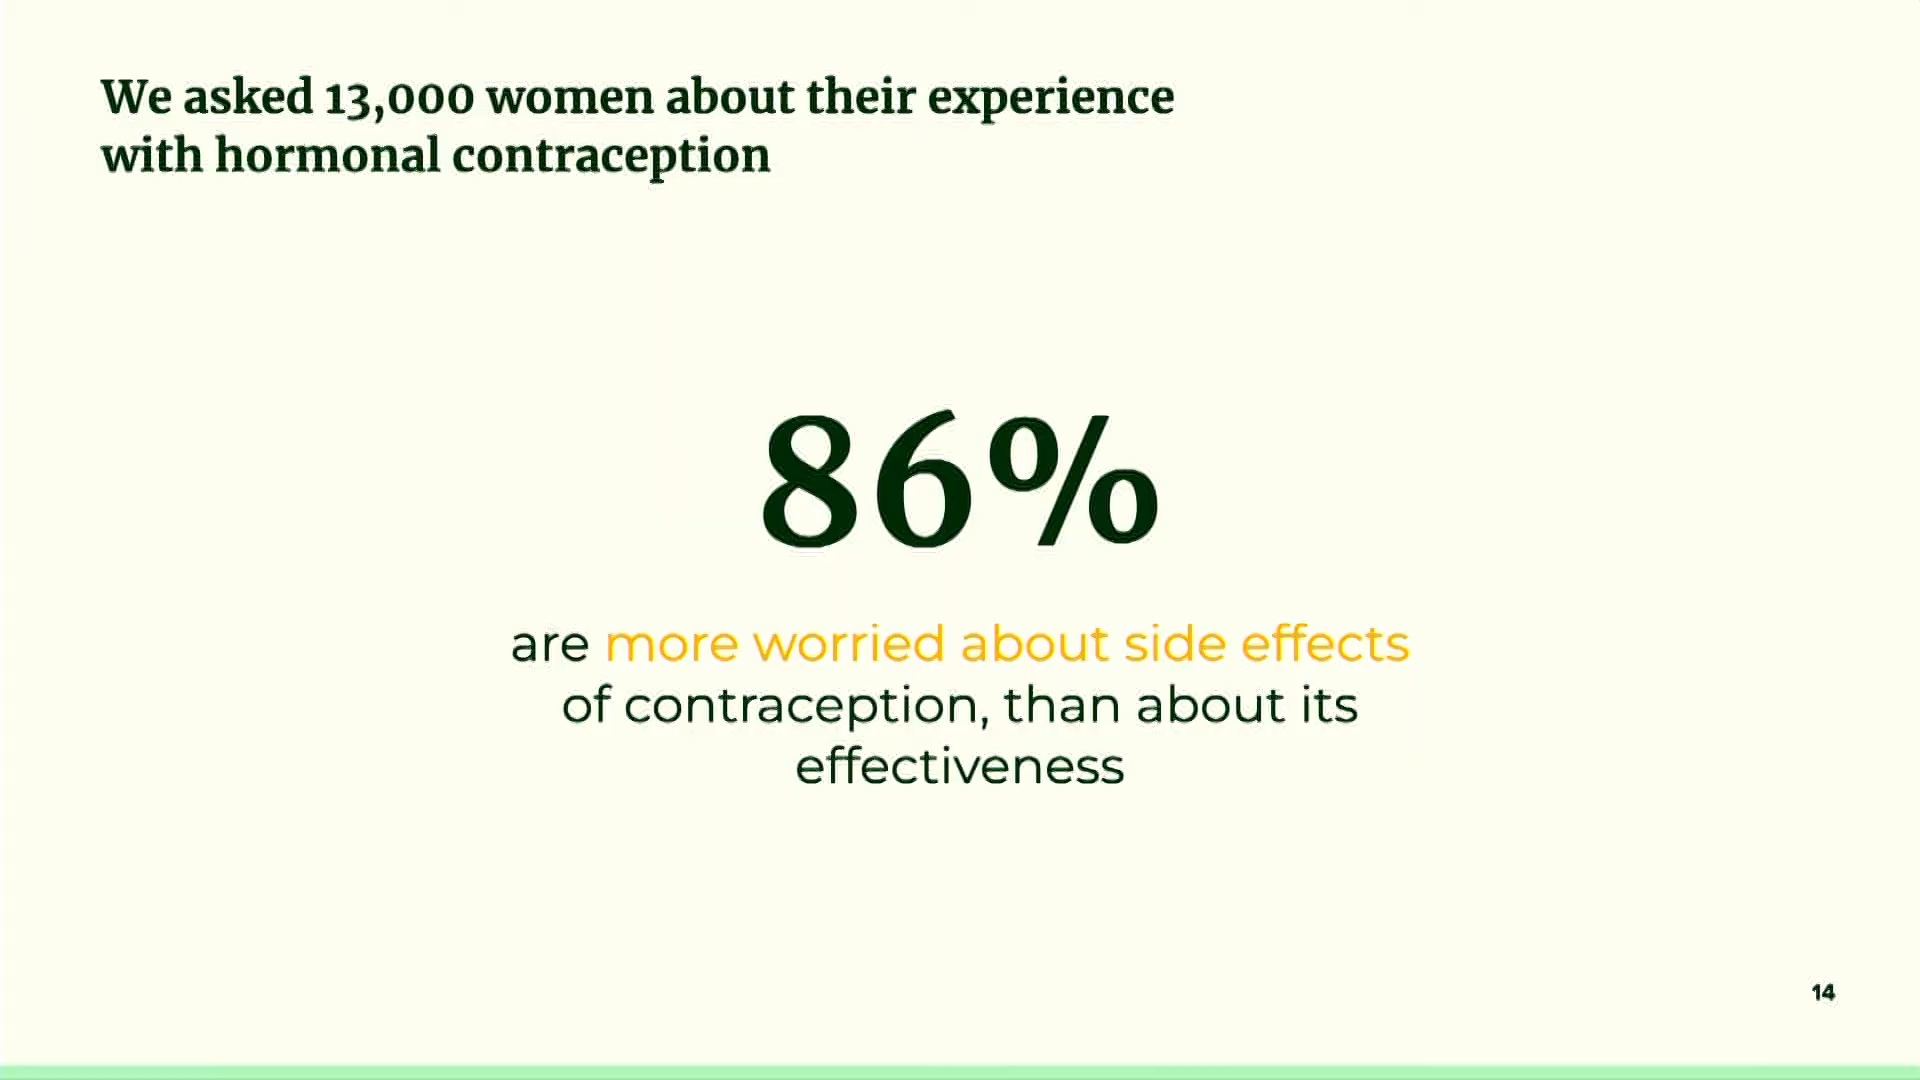 We asked 13,000 women about their experience
with hormonal contraception
86%
are more worried about side effects
of contraception, than about its
effectiveness
14